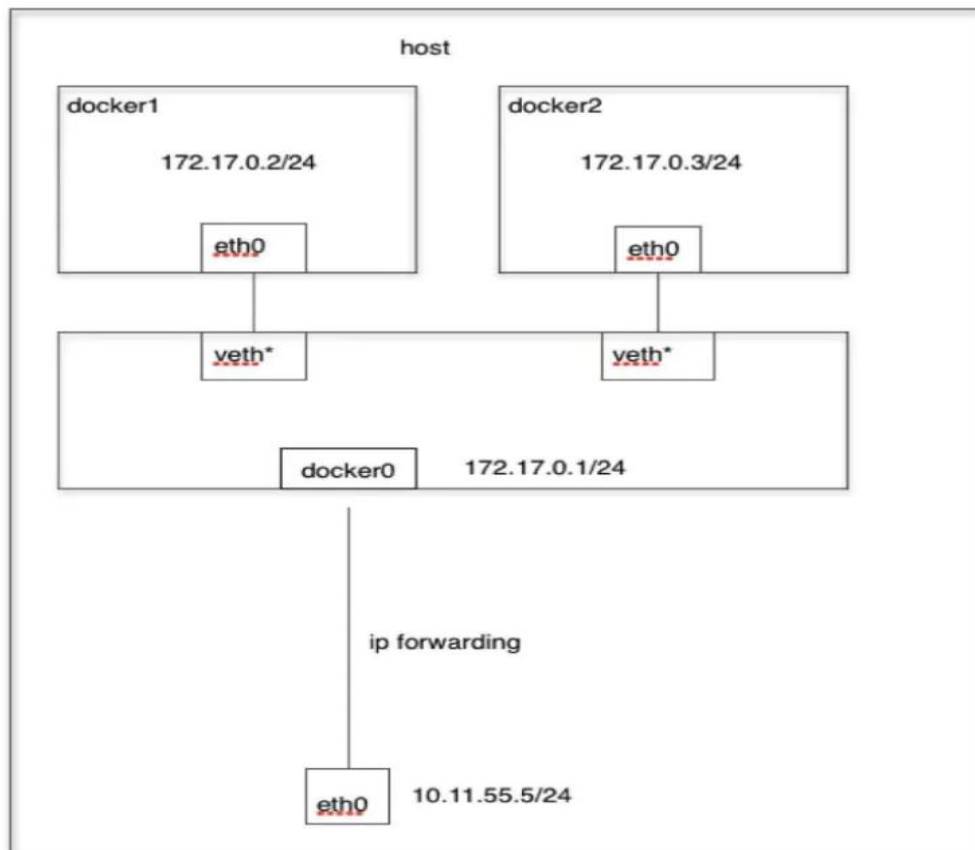 host
docker1
docker2
172.17.0.2/24
172.17.0.3/24
eth0
eth0
veth*
veth*
docker0
172.17.0.1/24
ip forwarding
eth0
10.11.55.5/24